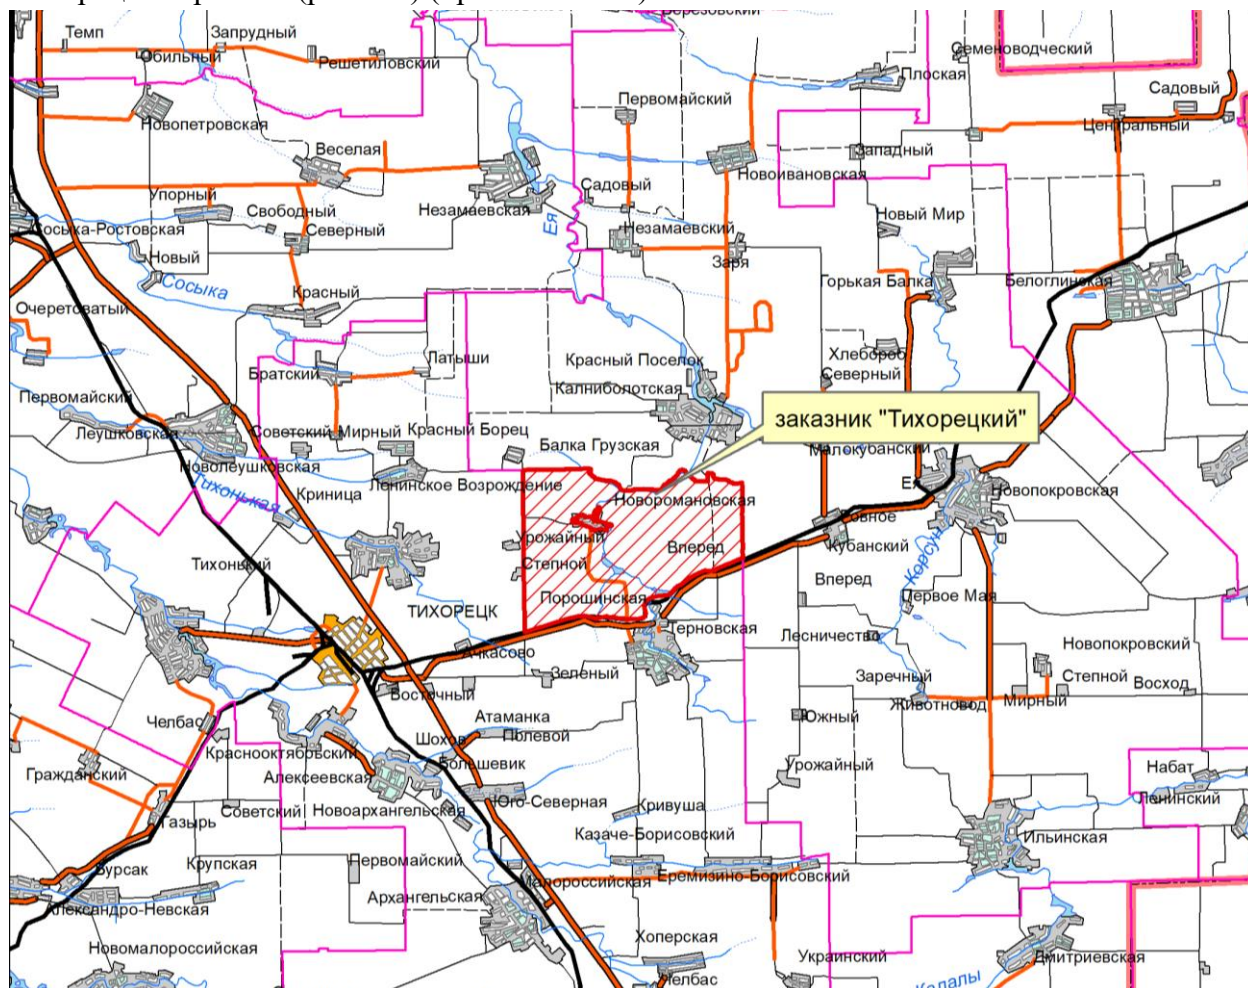 Березовский
Темп
Запрудный
Обильный
Решетиловский
Семеноводческий
Плоская
Садовый
Первомайский
Новопетровская
Центральный
Веселая
Западный
Новоивановская
Упорный
Садовый
Свободный
Незамаевская
Новый Мир
Сосыка-Ростовская
Северный
Ея
Незамаевский
Новый
Заря
Сосыка
Красный
Горькая Балка
Белоглинская
Очеретоватый
Латыши
Красный Поселок
Хлебороб
Братский
Северный
Калниболотская
Первомайский
заказник "Тихорецкий"
Леушковская
Советский
Мирный
Красный Борец
Балка Грузская
Малокубанский
Новолеушковская
Тихонькая
Криница
Ленинское Возрождение
Новоромановская
Новопокровская
Урожайный
Кубанский
Вперед
Тихонький
Степной
Вперед
Корсун
ТИХОРЕЦК
Порошинская
Первое Мая
Терновская
Лесничество
Ачкасово
Новопокровский
Зеленый
Заречный
Степной
Восход
Восточный
Животновод
Мирный
Челбас
Атаманка
Южный
Шохов
Полевой
Краснооктябрьский
Большевик
Урожайный
Набат
Гражданский
Алексеевская
Ленинский
Советский
Новоархангельская
Юго-Северная
Кривуша
Газырь
Казаче-Борисовский
Ильинская
Бурсак
Крупская
Первомайский
Малороссийская
Еремизино-Борисовский
Архангельская
Александро-Невская
Хоперская
Новомалороссийская
Украинский
Дмитриевская
Челбас
Калалы